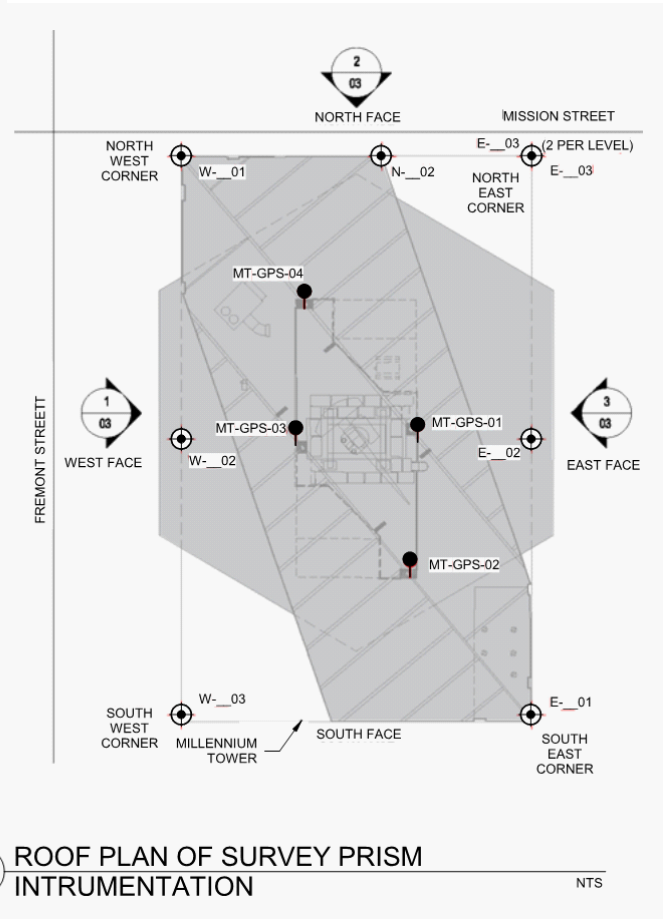 2
03
NORTH FACE
MISSION STREET
NORTH
WEST
CORNER
W-__01
N-__02
E-__03
(2 PER LEVEL)
E-__03
NORTH
EAST
CORNER
MT-GPS-04
1
03
WEST FACE
MT-GPS-03
MT-GPS-01
3
03
EAST FACE
W-__02
E-__02
FREMONT STREETT
MT-GPS-02
W-__03
E-__01
SOUTH
WEST
CORNER
MILLENNIUM
TOWER
SOUTH FACE
SOUTH
EAST
CORNER
ROOF PLAN OF SURVEY PRISM
INTRUMENTATION
NTS